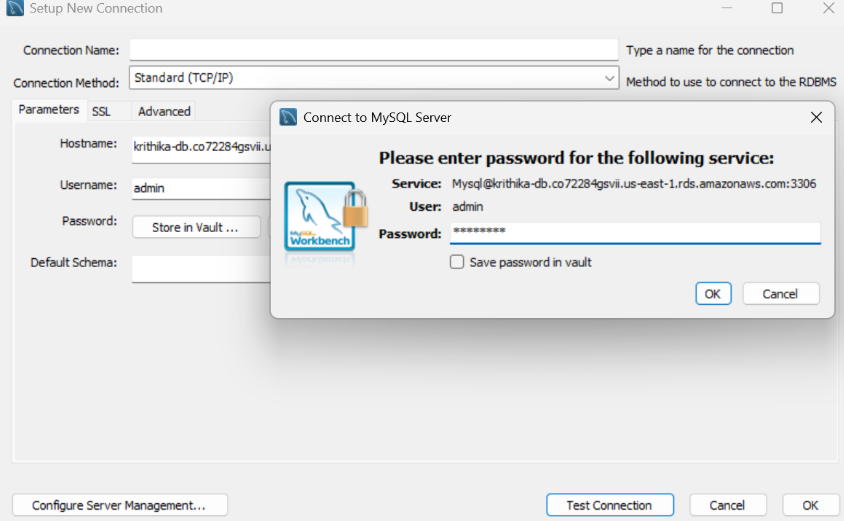 Setup New Connection
Connection Name:
Type a name for the connection
Connection Method:
Standard (TCP/IP)
Method to use to connect to the RDBMS
Parameters
SSL
Advanced
Hostname:
krithika-db.co72284gsvii.u
Username:
admin
Password:
Store in Vault ...
Default Schema:
Connect to MySQL Server
Please enter password for the following service:
Service: Mysql@krithika-db.co72284gsvii.us-east-1.rds.amazonaws.com:3306
User: admin
Password: ********
MySQL
Workbench
Save password in vault
OK
Cancel
Configure Server Management...
Test Connection
Cancel
OK